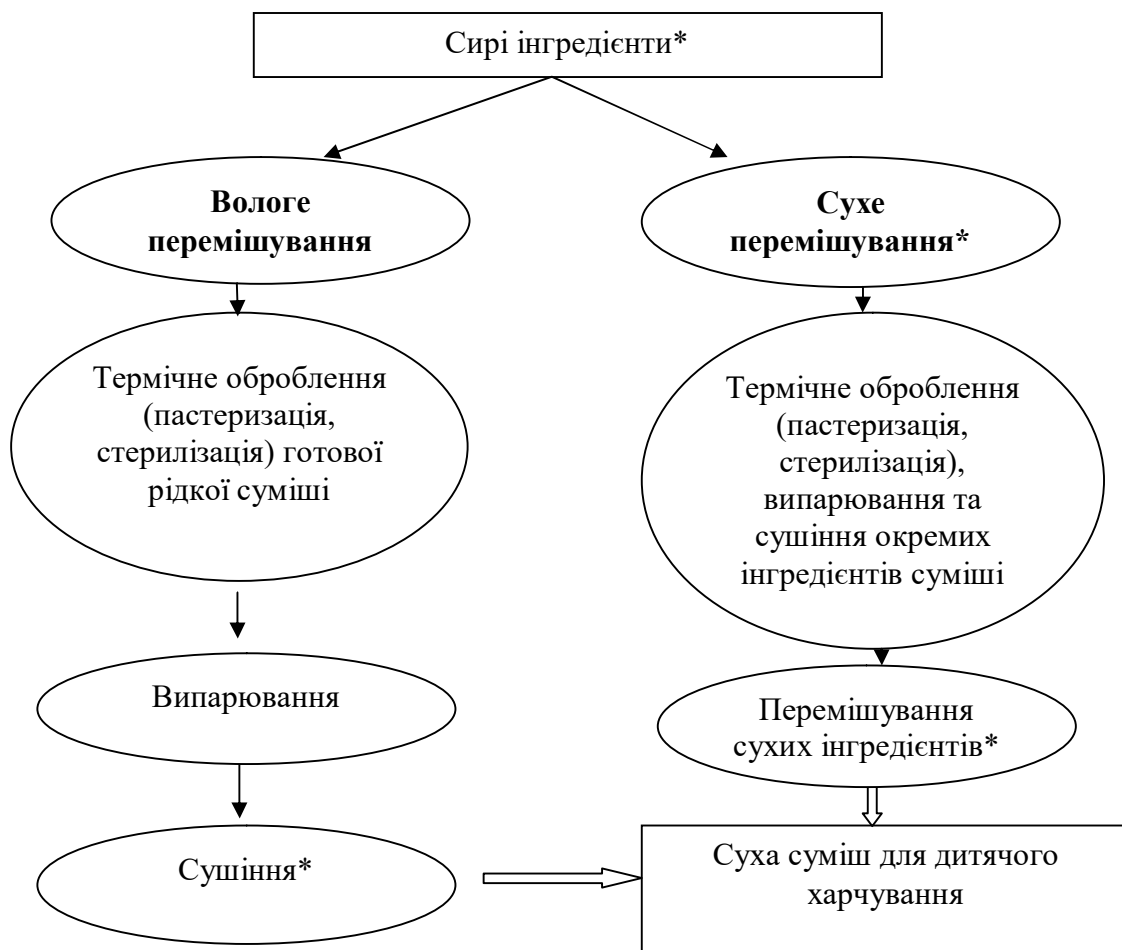 Сирі інгредієнти*
Вологе
перемішування
Сухе
перемішування*
Термічне оброблення
(пастеризація,
стерилізація) готової
рідкої суміші
Термічне оброблення
(пастеризація,
стерилізація),
випарювання та
сушіння окремих
інгредієнтів суміші
Випарювання
Перемішування
сухих інгредієнтів*
Сушіння*
Суха суміш для дитячого
харчування